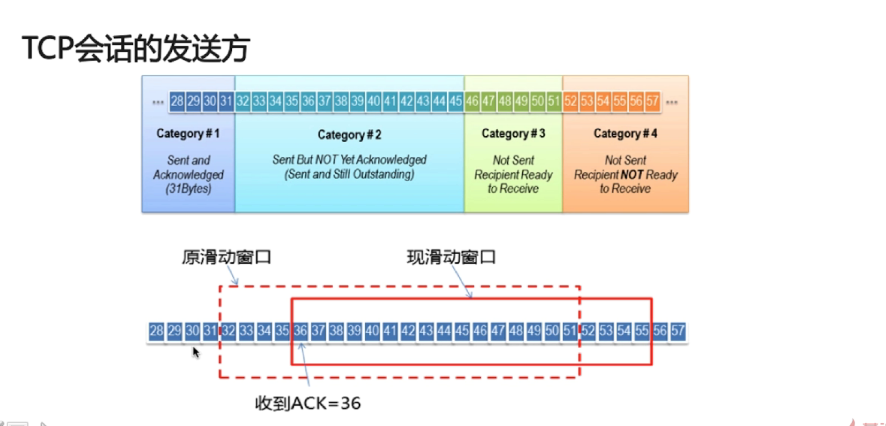 TCP会话的发送方
... 28 29 30 31 32 33 34 35 36 37 38 39 40 41 42 43 44 45 46 47 48 49 50 51 52 53 54 55 56 57 ...
Category # 1
Sent and
Acknowledged
(31Bytes)
Category # 2
Sent But NOT Yet Acknowledged
(Sent and Still Outstanding)
Category # 3
Not Sent
Recipient Ready
to Receive
Category # 4
Not Sent
Recipient NOT Ready
to Receive
原滑动窗口
现滑动窗口
28 29 30 31 32 33 34 35 36 37 38 39 40 41 42 43 44 45 46 47 48 49 50 51 52 53 54 55 56 57
收到ACK=36